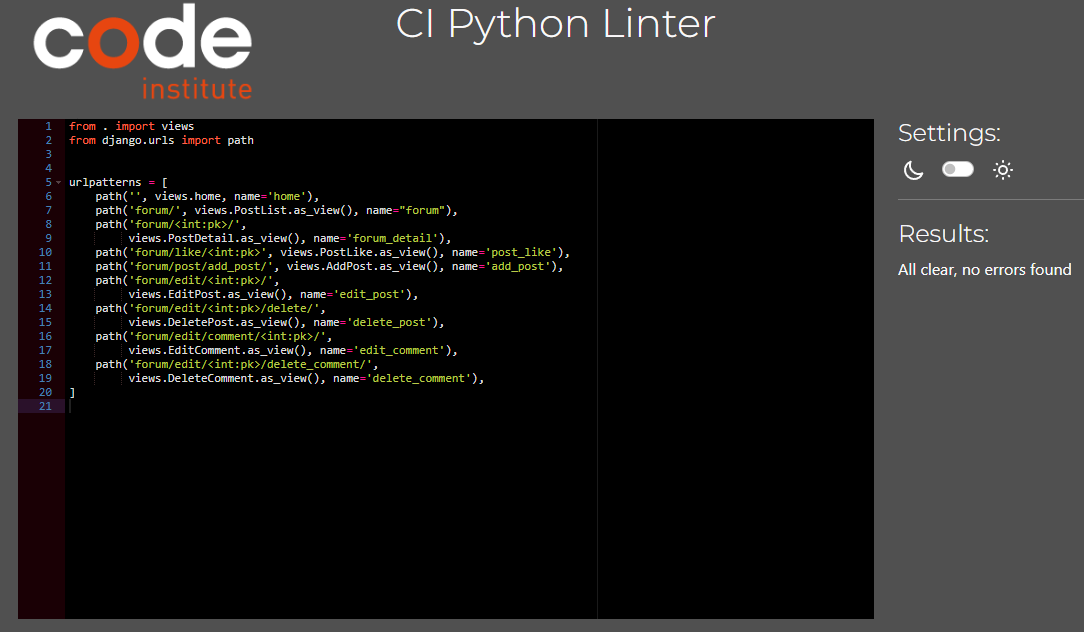 code
institute
CI Python Linter
1 from . import views
2 from django.urls import path
3
4
5 urlpatterns = [
6     path('', views.home, name='home'),
7     path('forum/', views.PostList.as_view(), name="forum"),
8     path('forum/<int:pk>/',
9          views.PostDetail.as_view(), name='forum_detail'),
10     path('forum/like/<int:pk>', views.PostLike.as_view(), name='post_like'),
11     path('forum/post/add_post/', views.AddPost.as_view(), name='add_post'),
12     path('forum/edit/<int:pk>/',
13          views.EditPost.as_view(), name='edit_post'),
14     path('forum/edit/<int:pk>/delete/',
15          views.DeletePost.as_view(), name='delete_post'),
16     path('forum/edit/comment/<int:pk>/',
17          views.EditComment.as_view(), name='edit_comment'),
18     path('forum/edit/<int:pk>/delete_comment/',
19          views.DeleteComment.as_view(), name='delete_comment'),
20 ]
21
Settings:
Results:
All clear, no errors found